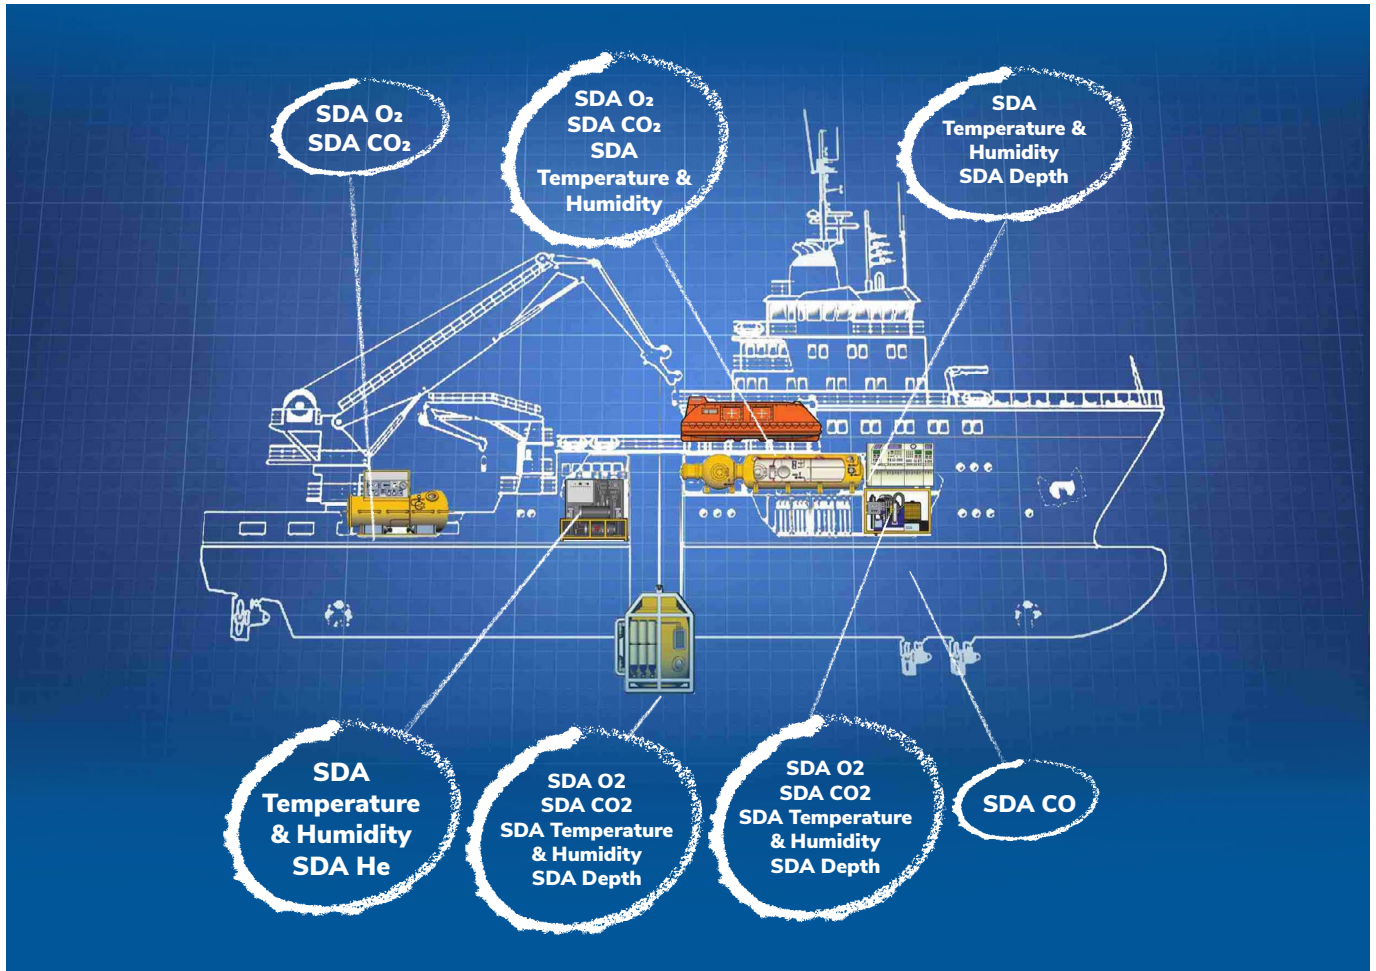 SDA O₂
SDA CO₂
SDA O₂
SDA CO₂
SDA
Temperature &
Humidity
SDA
Temperature &
Humidity
SDA Depth
SDA
Temperature
& Humidity
SDA He
SDA O2
SDA CO2
SDA Temperature
& Humidity
SDA Depth
SDA O2
SDA CO2
SDA Temperature
& Humidity
SDA Depth
SDA CO